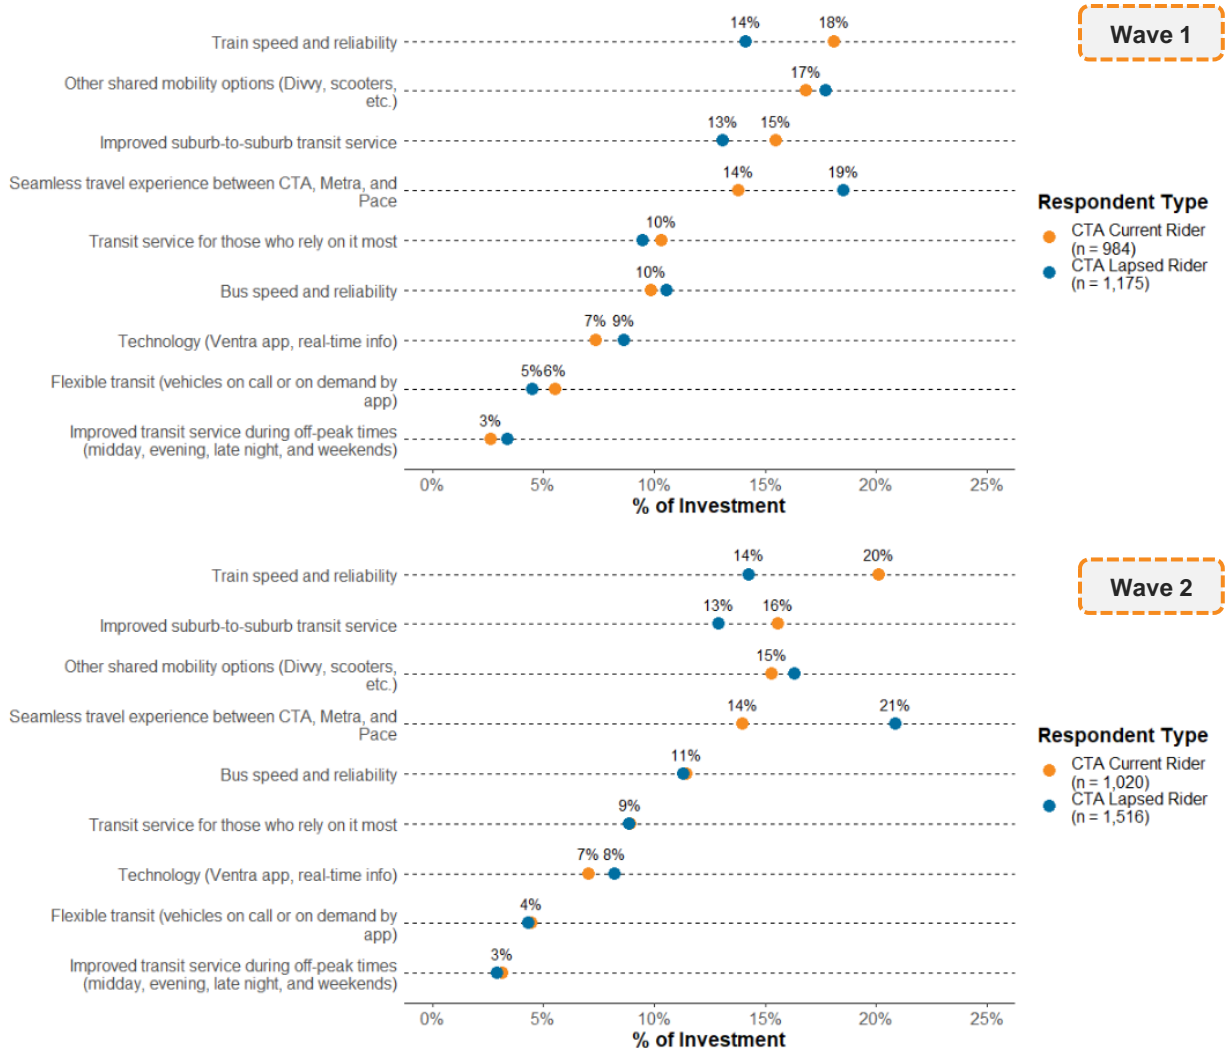 Wave 1
14% 18%
Train speed and reliability
17%
Other shared mobility options (Divvy, scooters,
etc.)
13% 15%
Improved suburb-to-suburb transit service
14% 19%
Seamless travel experience between CTA, Metra, and
Pace
10%
Transit service for those who rely on it most
10%
Bus speed and reliability
7% 9%
Technology (Ventra app, real-time info)
5% 6%
Flexible transit (vehicles on call or on demand by
app)
3%
Improved transit service during off-peak times
(midday, evening, late night, and weekends)
0% 5% 10% 15% 20% 25%
% of Investment
Respondent Type
CTA Current Rider
(n = 984)
CTA Lapsed Rider
(n = 1,175)
Wave 2
14% 20%
Train speed and reliability
13% 16%
Improved suburb-to-suburb transit service
15%
Other shared mobility options (Divvy, scooters,
etc.)
14% 21%
Seamless travel experience between CTA, Metra, and
Pace
11%
Bus speed and reliability
9%
Transit service for those who rely on it most
7% 8%
Technology (Ventra app, real-time info)
4%
Flexible transit (vehicles on call or on demand by
app)
3%
Improved transit service during off-peak times
(midday, evening, late night, and weekends)
0% 5% 10% 15% 20% 25%
% of Investment
Respondent Type
CTA Current Rider
(n = 1,020)
CTA Lapsed Rider
(n = 1,516)